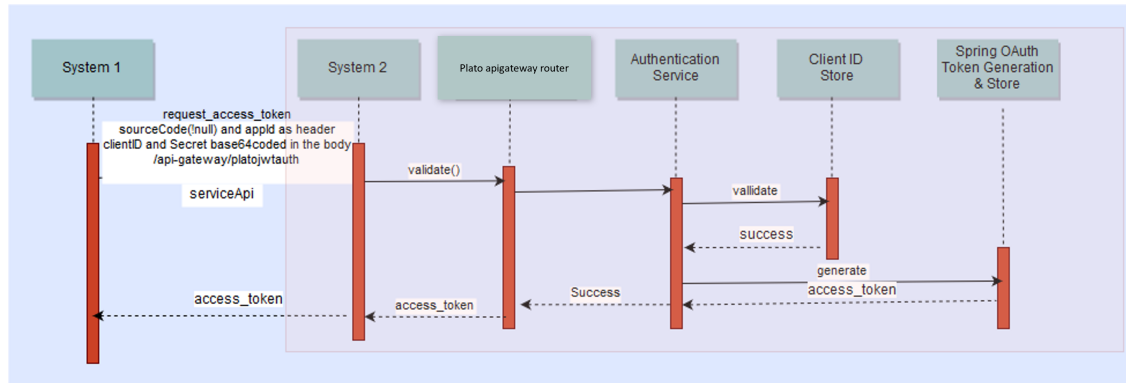 System 1
System 2
Plato apigateway router
Authentication
Service
Client ID
Store
Spring OAuth
Token Generation
& Store
request_access_token
sourceCode(!null) and appId as header
clientID and Secret base64coded in the body
/api-gateway/platojwtauth
serviceApi
validate()
vallidate
success
generate
access_token
Success
access_token
access_token